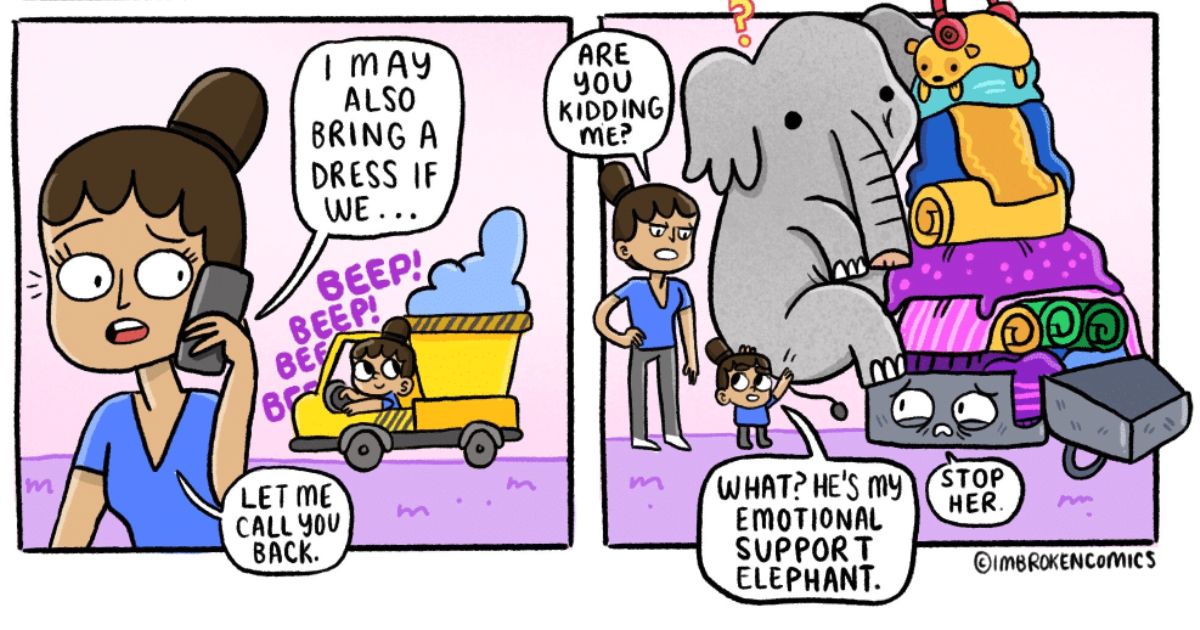 I MAY
ALSO
BRING A
DRESS IF
WE...
BEEP!
BEEP!
LET ME
CALL YOU
BACK.
?
ARE
YOU
KIDDING
ME?
WHAT? HE'S MY
EMOTIONAL
SUPPORT
ELEPHANT.
STOP
HER.
©IMBROKENCOMICS